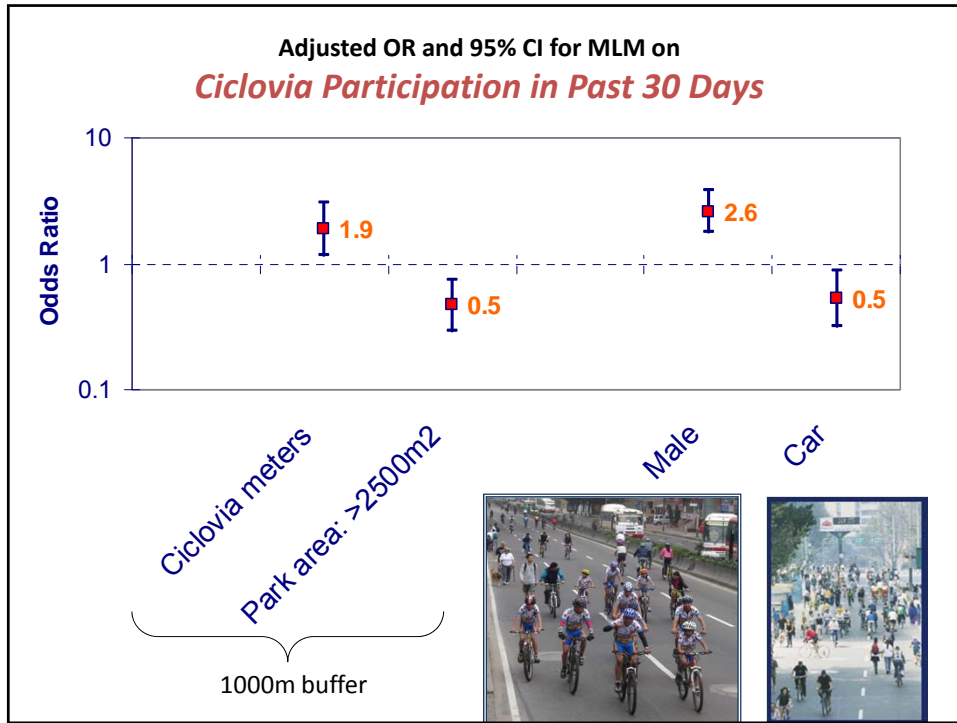 Adjusted OR and 95% CI for MLM on
Ciclovia Participation in Past 30 Days
10
1
0.1
Odds Ratio
1.9
0.5
2.6
0.5
Ciclovia meters
Park area: >2500m2
Male
Car
1000m buffer